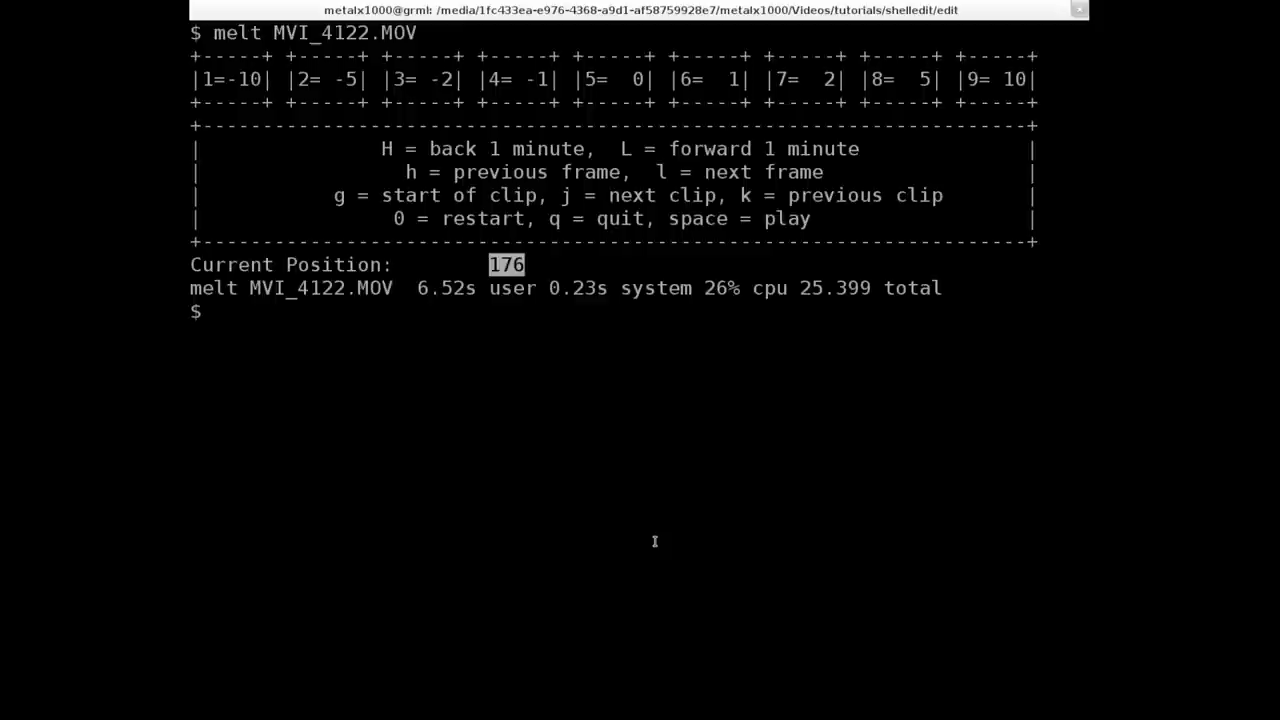 metalx1000@grml: /media/1fc433ea-e976-4368-a9d1-af58759928e7/metalx1000/Videos/tutorials/shelledit/edit
$ melt MVI_4122.MOV
+-----+ +-----+ +-----+ +-----+ +-----+ +-----+ +-----+ +-----+ +-----+
|1=-10| |2= -5| |3= -2| |4= -1| |5=  0| |6=  1| |7=  2| |8=  5| |9= 10|
+-----+ +-----+ +-----+ +-----+ +-----+ +-----+ +-----+ +-----+ +-----+
+---------------------------------------------------------------------+
|               H = back 1 minute,  L = forward 1 minute              |
|                 h = previous frame,  l = next frame                 |
|           g = start of clip, j = next clip, k = previous clip       |
|                0 = restart, q = quit, space = play                  |
+---------------------------------------------------------------------+
Current Position:        176
melt MVI_4122.MOV  6.52s user 0.23s system 26% cpu 25.399 total
$